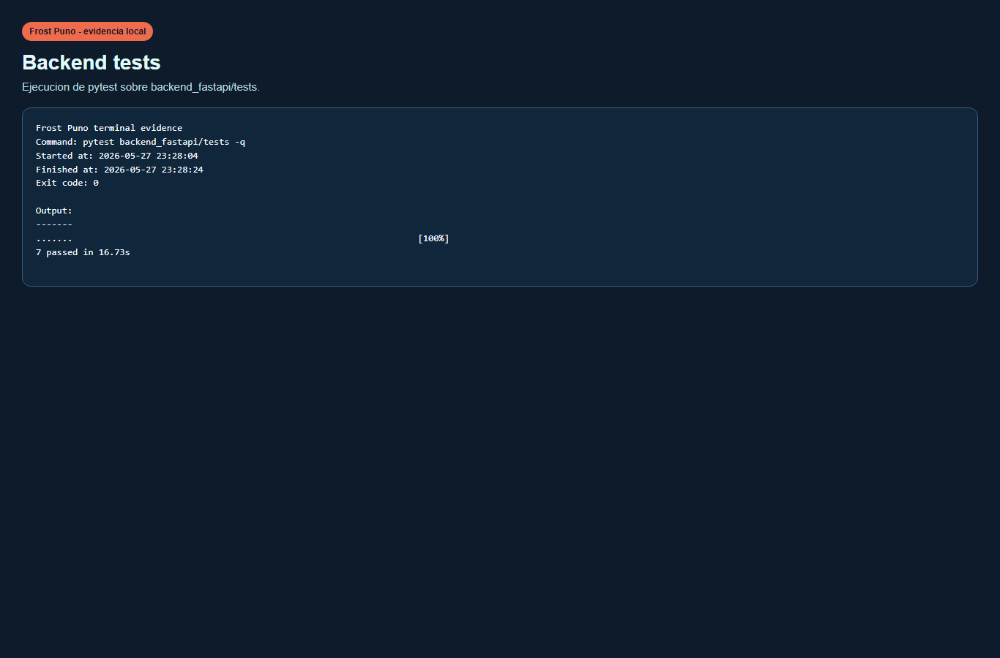 Frost Puno - evidencia local
Backend tests
Ejecucion de pytest sobre backend_fastapi/tests.
Frost Puno terminal evidence
Command: pytest backend_fastapi/tests -q
Started at: 2026-05-27 23:28:04
Finished at: 2026-05-27 23:28:24
Exit code: 0
Output:
-------
....... [100%]
7 passed in 16.73s